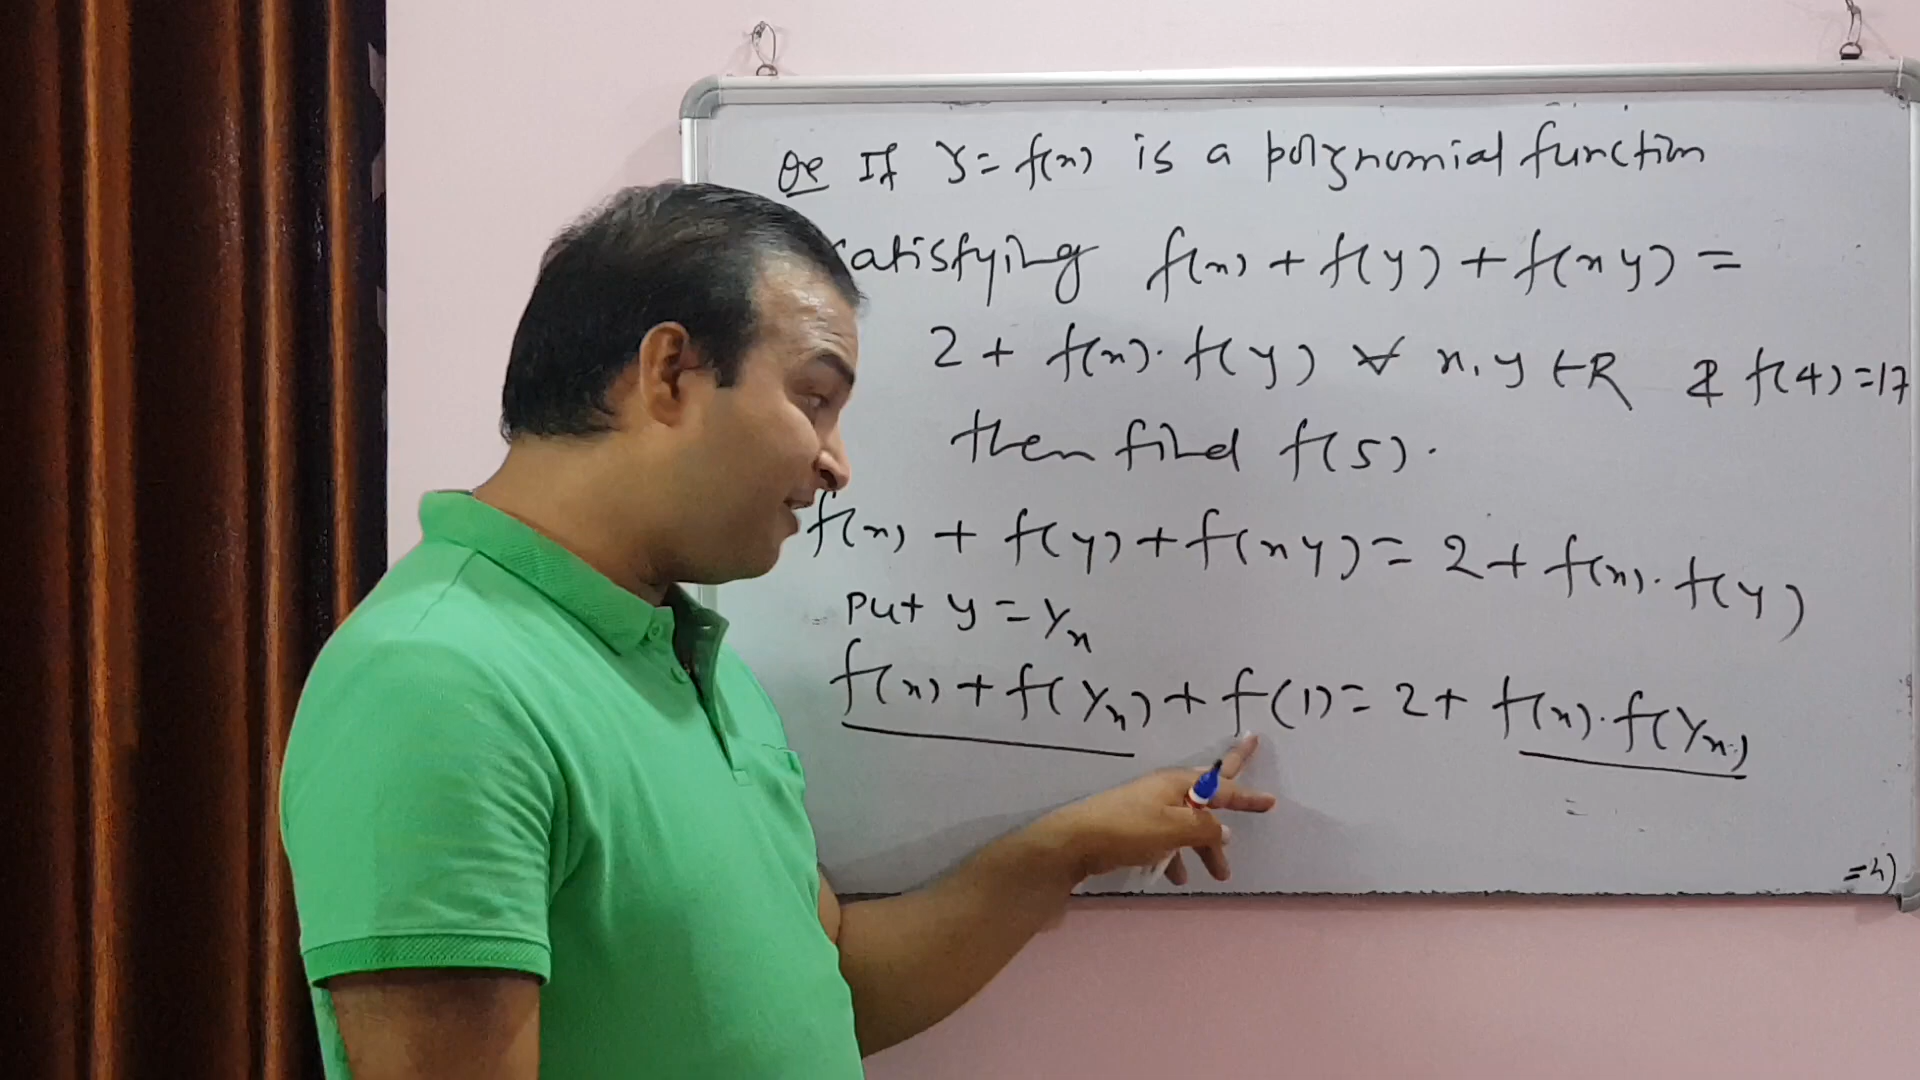 Qe If y = f(x) is a polynomial function
satisfying f(x) + f(y) + f(xy) =
2 + f(x). f(y) ∀ x, y ∈ R & f(4) = 17
then find f(5).
f(x) + f(y) + f(xy) = 2 + f(x). f(y)
Put y = 1/x
f(x) + f(1/x) + f(1) = 2 + f(x). f(1/x)